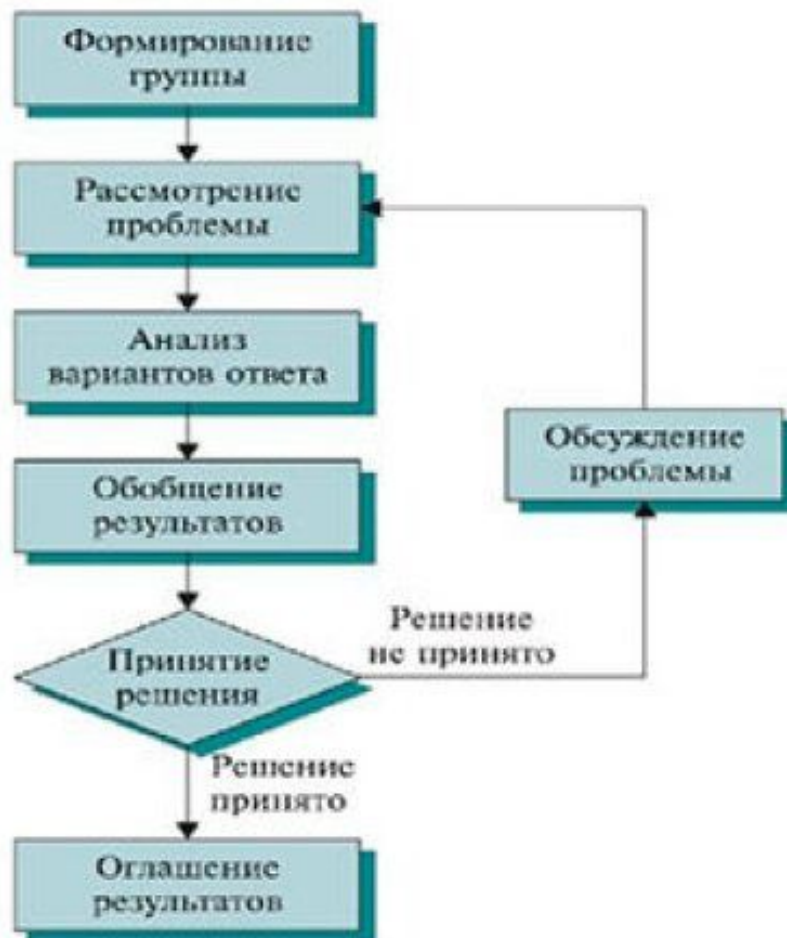 Формирование
группы
Рассмотрение
проблемы
Анализ
вариантов ответа
Обсуждение
проблемы
Обобщение
результатов
Решение
не принято
Принятие
решения
Решение
принято
Оглашение
результатов